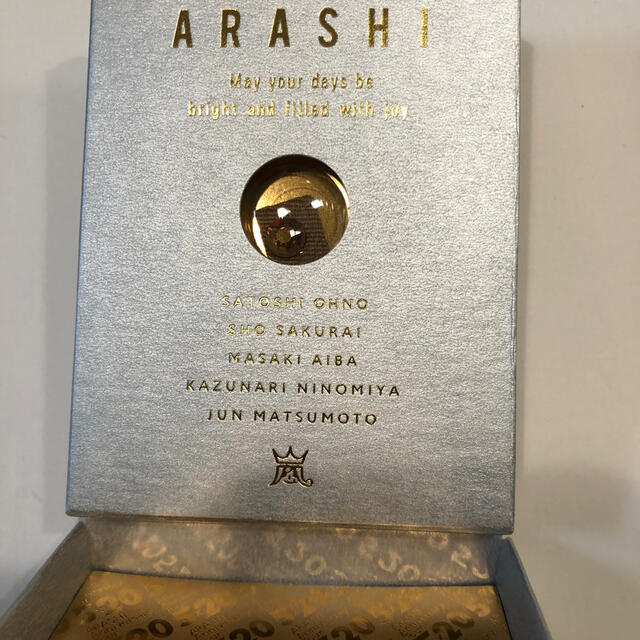 ARASHI
May your days be
bright and filled with joy.
SATOSHI OHNO
SHO SAKURAI
MASAKI AIBA
KAZUNARI NINOMIYA
JUN MATSUMOTO